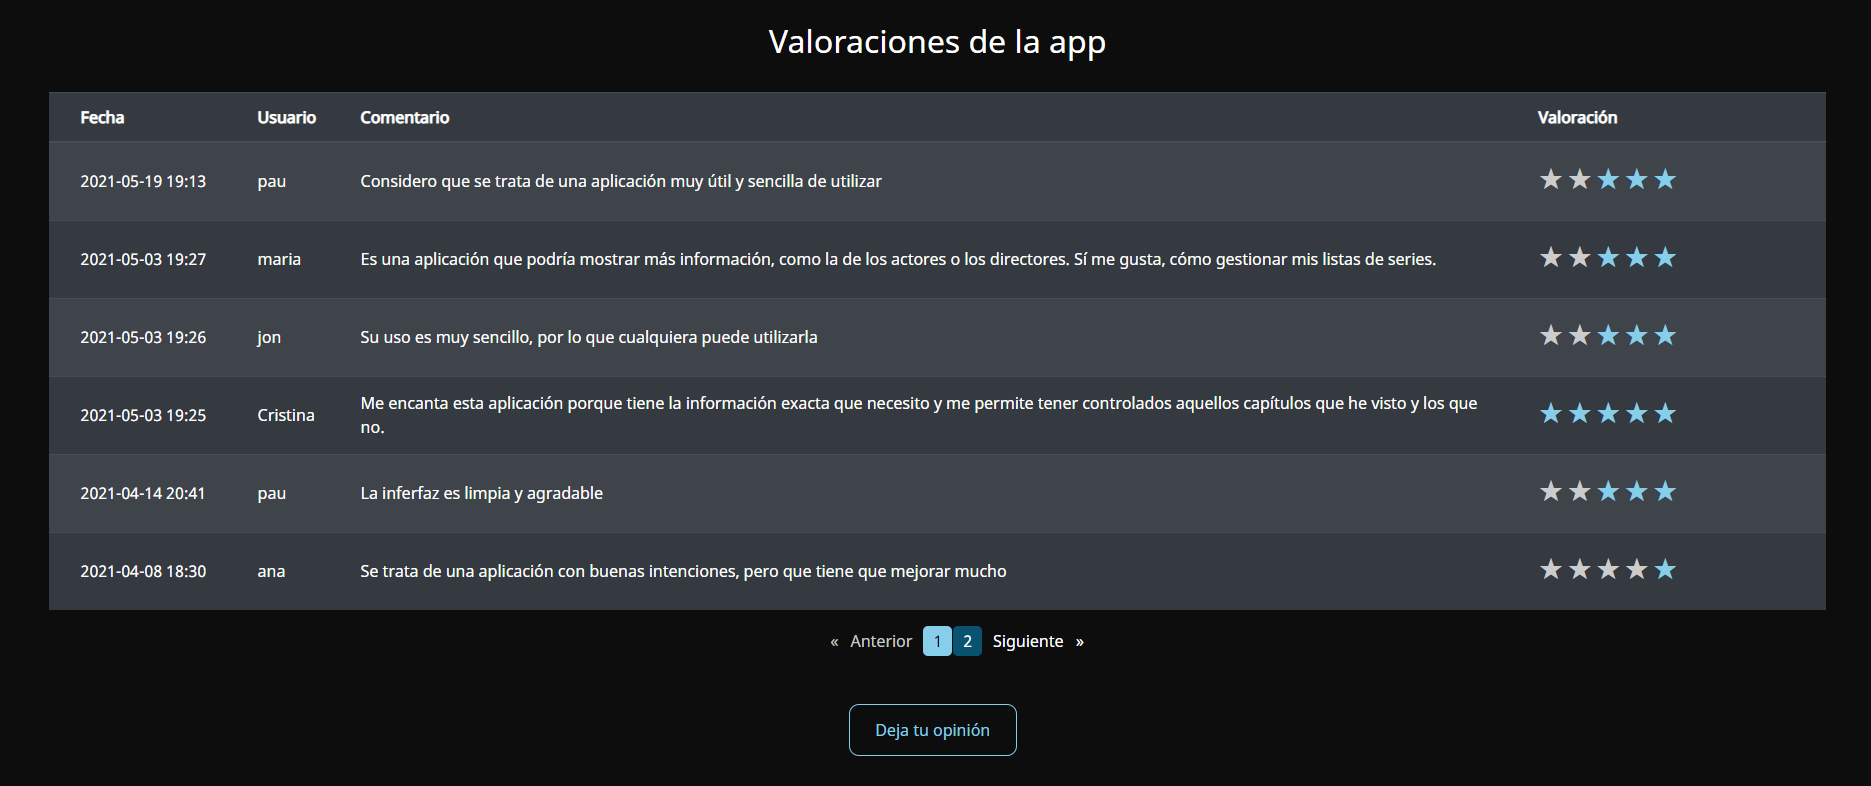 Valoraciones de la app
Fecha Usuario Comentario Valoración
2021-05-19 19:13 pau Considero que se trata de una aplicación muy útil y sencilla de utilizar ★★★★★
2021-05-03 19:27 maria Es una aplicación que podría mostrar más información, como la de los actores o los directores. Sí me gusta, cómo gestionar mis listas de series. ★★★★★
2021-05-03 19:26 jon Su uso es muy sencillo, por lo que cualquiera puede utilizarla ★★★★★
2021-05-03 19:25 Cristina Me encanta esta aplicación porque tiene la información exacta que necesito y me permite tener controlados aquellos capítulos que he visto y los que
no. ★★★★★
2021-04-14 20:41 pau La inferfaz es limpia y agradable ★★★★★
2021-04-08 18:30 ana Se trata de una aplicación con buenas intenciones, pero que tiene que mejorar mucho ★★★★★
« Anterior 1 2 Siguiente »
Deja tu opinión